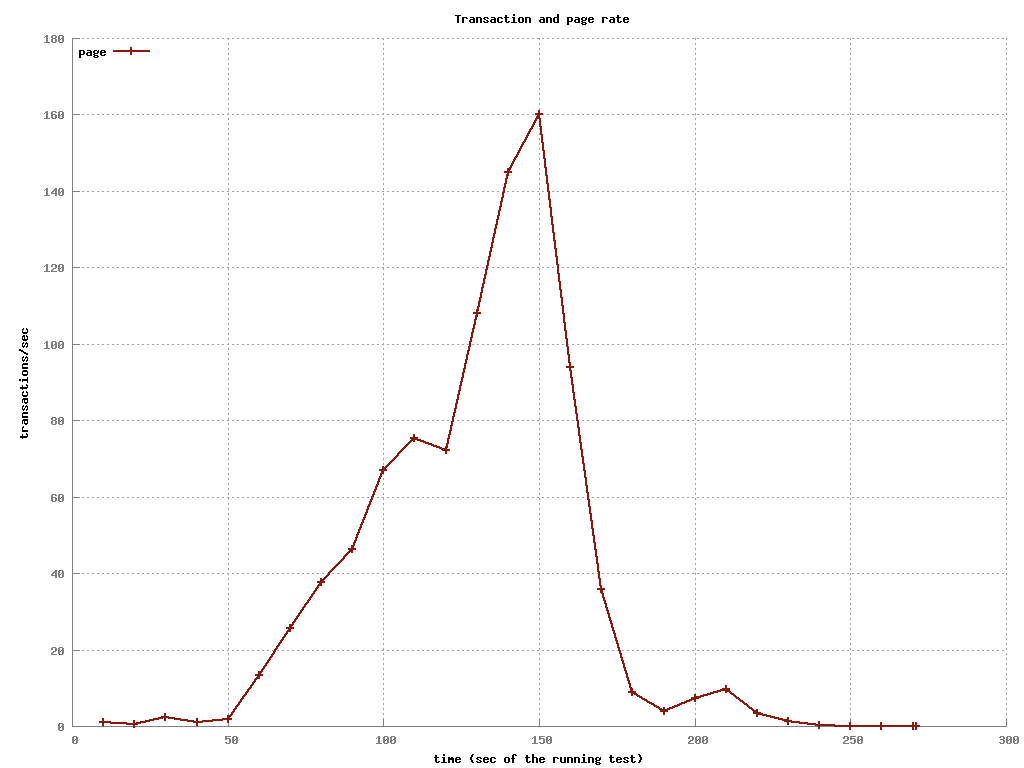 Transaction and page rate
180
page
160
140
120
100
80
60
40
20
0
0 50 100 150 200 250 300
transactions/sec
time (sec of the running test)